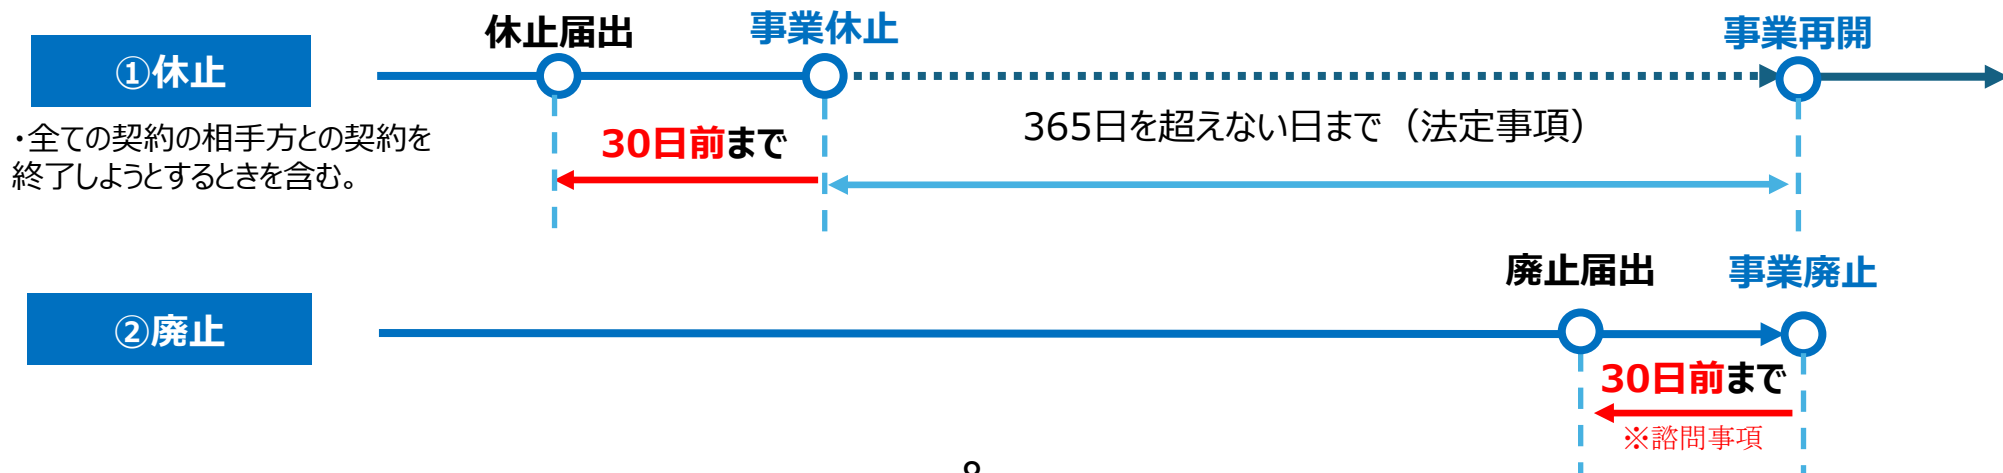 ①休止
・全ての契約の相手方との契約を
終了しようとするときを含む。
休止届出
事業休止
事業再開
30日前まで
365日を超えない日まで（法定事項）
②廃止
廃止届出
事業廃止
30日前まで
※諮問事項